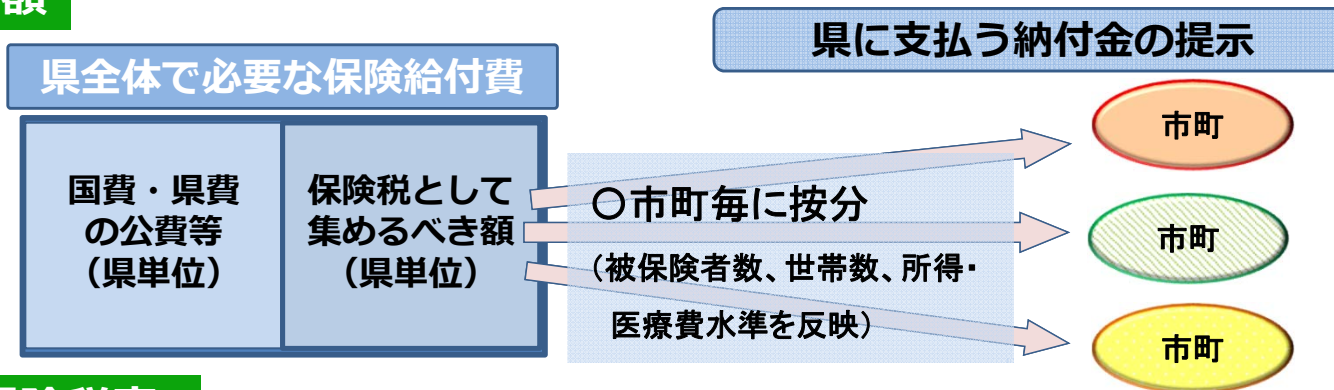 額
県に支払う納付金の提示
県全体で必要な保険給付費
国費・県費
の公費等
（県単位）
保険税として
集めるべき額
（県単位）
〇市町毎に按分
（被保険者数、世帯数、所得・
医療費水準を反映）
市町
市町
市町